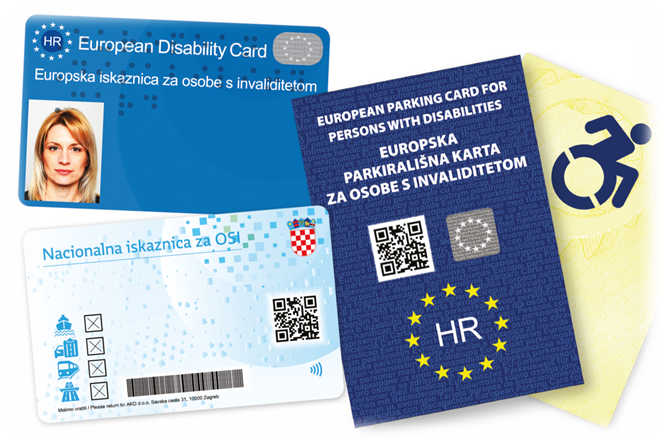 HR European Disability Card
Europska iskaznica za osobe s invaliditetom
Nacionalna iskaznica za OSI
Molimo vratiti / Please return to: AKD d.o.o. Savska cesta 31, 10000 Zagreb
EUROPEAN PARKING CARD FOR
PERSONS WITH DISABILITIES
EUROPSKA
PARKIRALIŠNA KARTA
ZA OSOBE S INVALIDITETOM
HR